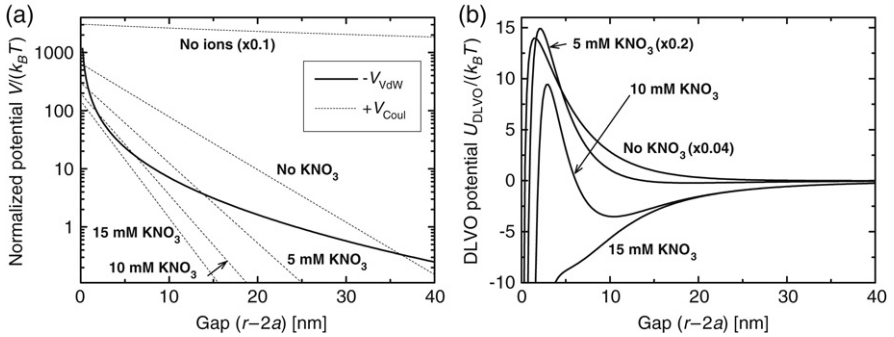 (a)
Normalized potential V/(k_BT)
1000
100
10
1
0
10
20
30
40
Gap (r−2a) [nm]
No ions (x0.1)
−V_VdW
+V_Coul
No KNO₃
15 mM KNO₃
10 mM KNO₃
5 mM KNO₃
(b)
DLVO potential U_DLVO/(k_BT)
15
10
5
0
-5
-10
0
10
20
30
40
Gap (r−2a) [nm]
5 mM KNO₃(x0.2)
10 mM KNO₃
No KNO₃(x0.04)
15 mM KNO₃